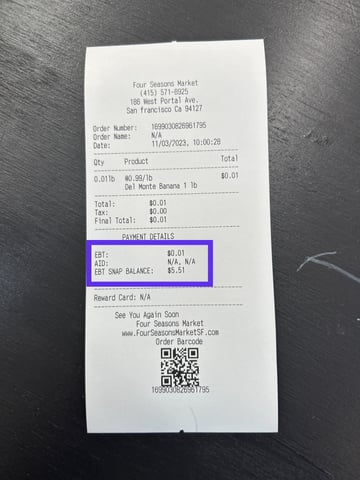 Four Seasons Market
(415) 571-8925
186 West Portal Ave.
San francisco Ca 94127
Order Number: 1699030826961795
Order Name: N/A
Date: 11/03/2023, 10:00:28
Qty Product Total
0.01lb @0.99/lb $0.01
Del Monte Banana 1 lb
Total: $0.01
Tax: $0.00
Final Total: $0.01
PAYMENT DETAILS
EBT: $0.01
AID: N/A, N/A
EBT SNAP BALANCE: $5.51
Reward Card: N/A
See You Again Soon
Four Seasons Market
www.FourSeasonsMarketSF.com
Order Barcode
1699030826961795